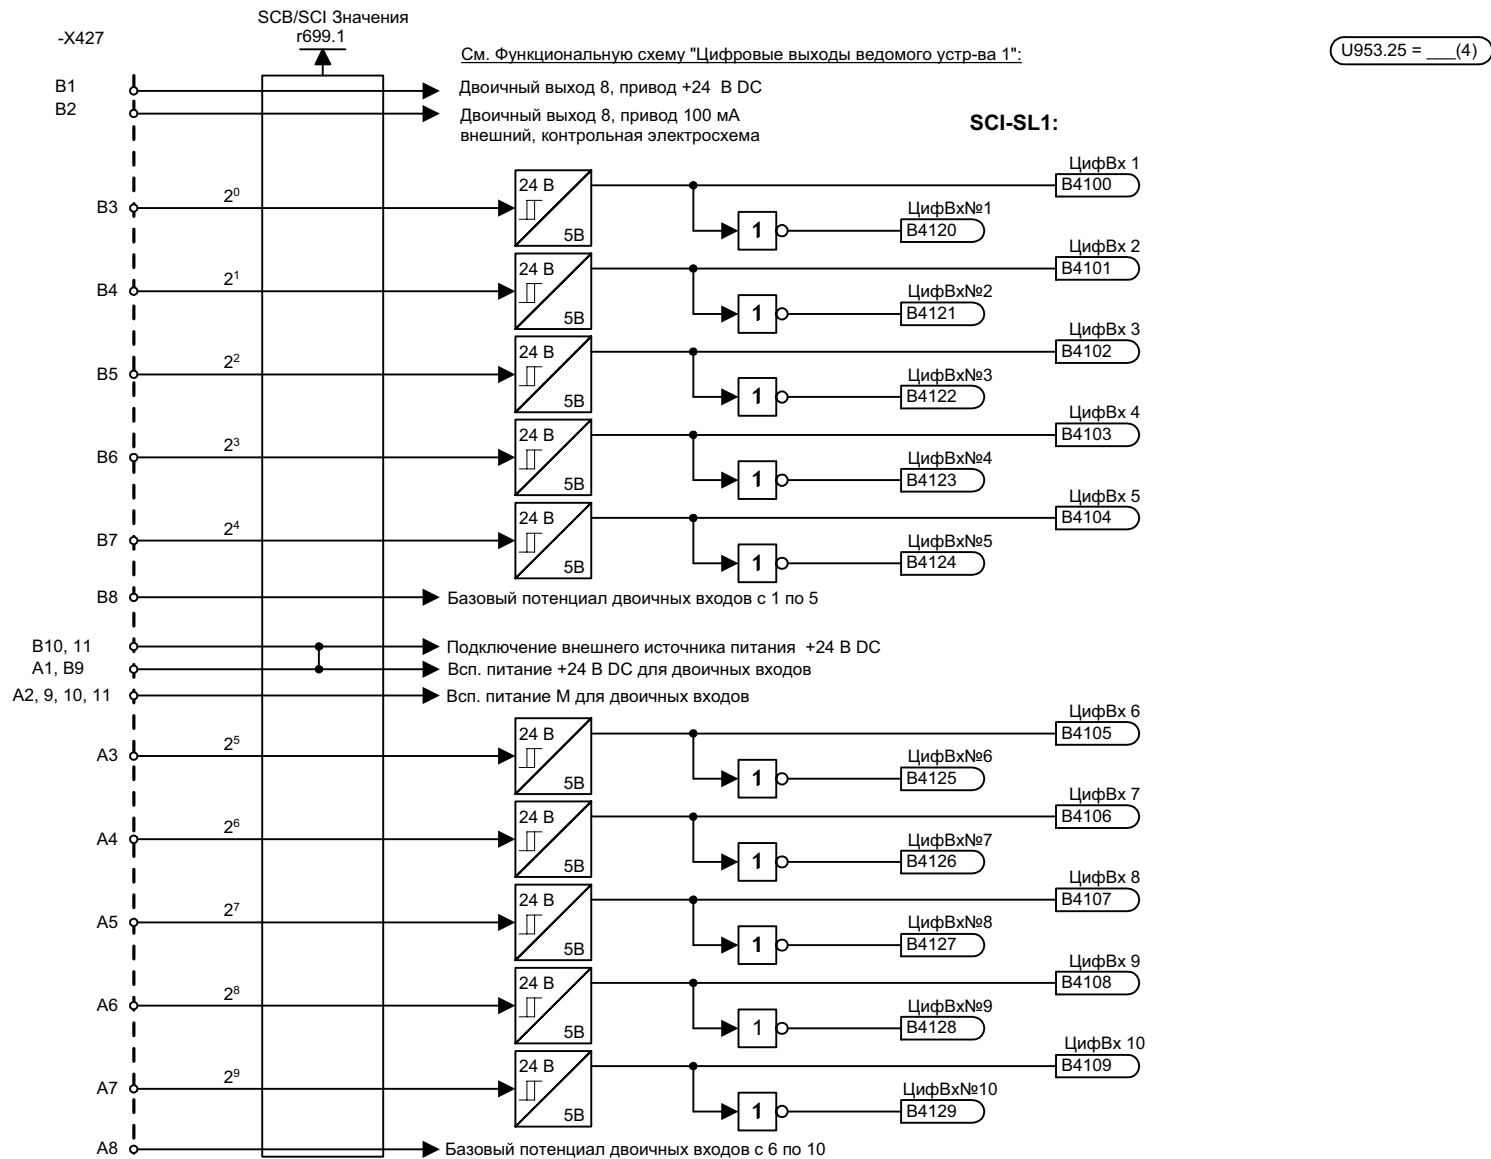 SCB/SCI Значения
r699.1
-X427
См. Функциональную схему "Цифровые выходы ведомого устр-ва 1":
U953.25 = ___(4)
B1
Двоичный выход 8, привод +24 В DC
B2
Двоичный выход 8, привод 100 мА
внешний, контрольная электросхема
SCI-SL1:
ЦифВх 1
B4100
B3
2⁰
24 В
5В
1
ЦифВх№1
B4120
ЦифВх 2
B4101
B4
2¹
24 В
5В
1
ЦифВх№2
B4121
ЦифВх 3
B4102
B5
2²
24 В
5В
1
ЦифВх№3
B4122
ЦифВх 4
B4103
B6
2³
24 В
5В
1
ЦифВх№4
B4123
ЦифВх 5
B4104
B7
2⁴
24 В
5В
1
ЦифВх№5
B4124
B8
Базовый потенциал двоичных входов с 1 по 5
B10, 11
Подключение внешнего источника питания +24 В DC
A1, B9
Всп. питание +24 В DC для двоичных входов
A2, 9, 10, 11
Всп. питание М для двоичных входов
ЦифВх 6
B4105
A3
2⁵
24 В
5В
1
ЦифВх№6
B4125
ЦифВх 7
B4106
A4
2⁶
24 В
5В
1
ЦифВх№7
B4126
ЦифВх 8
B4107
A5
2⁷
24 В
5В
1
ЦифВх№8
B4127
ЦифВх 9
B4108
A6
2⁸
24 В
5В
1
ЦифВх№9
B4128
ЦифВх 10
B4109
A7
2⁹
24 В
5В
1
ЦифВх№10
B4129
A8
Базовый потенциал двоичных входов с 6 по 10